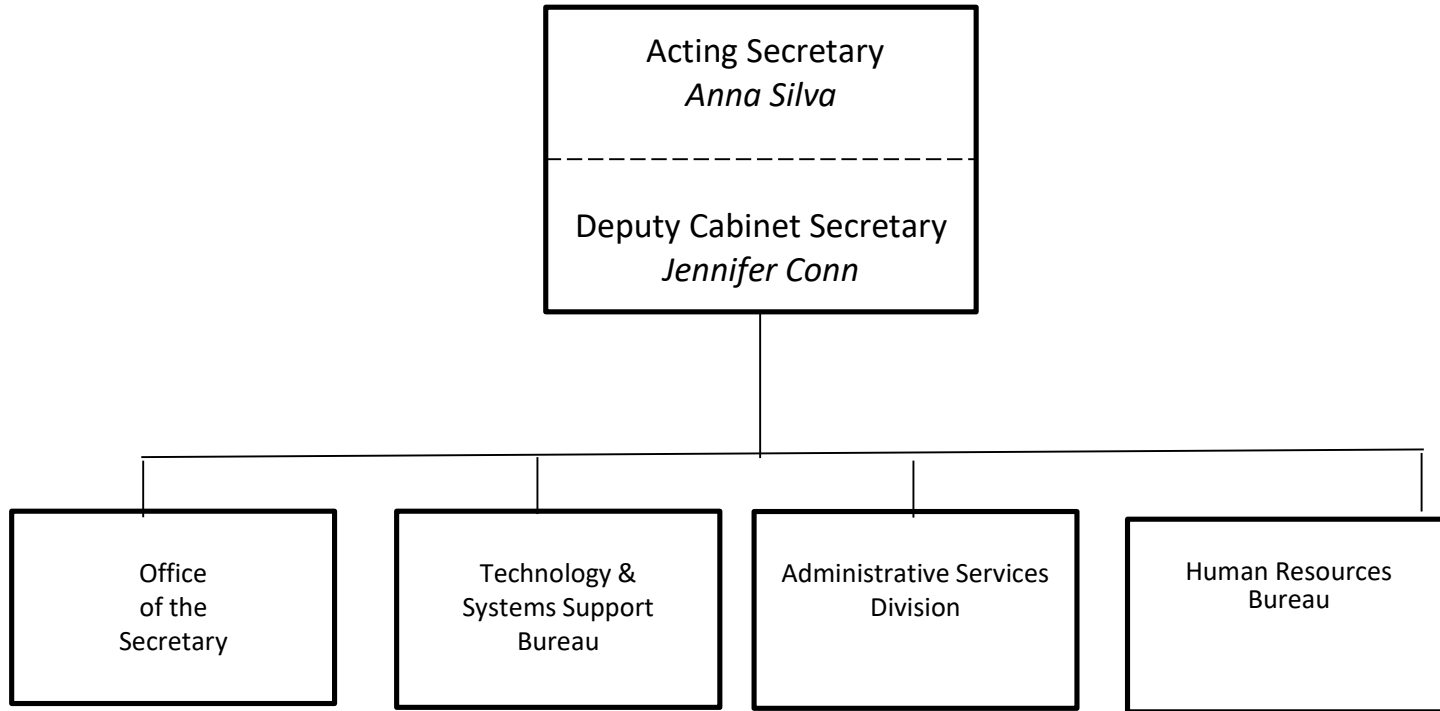 Acting Secretary
Anna Silva
Deputy Cabinet Secretary
Jennifer Conn
Office
of the
Secretary
Technology &
Systems Support
Bureau
Administrative Services
Division
Human Resources
Bureau